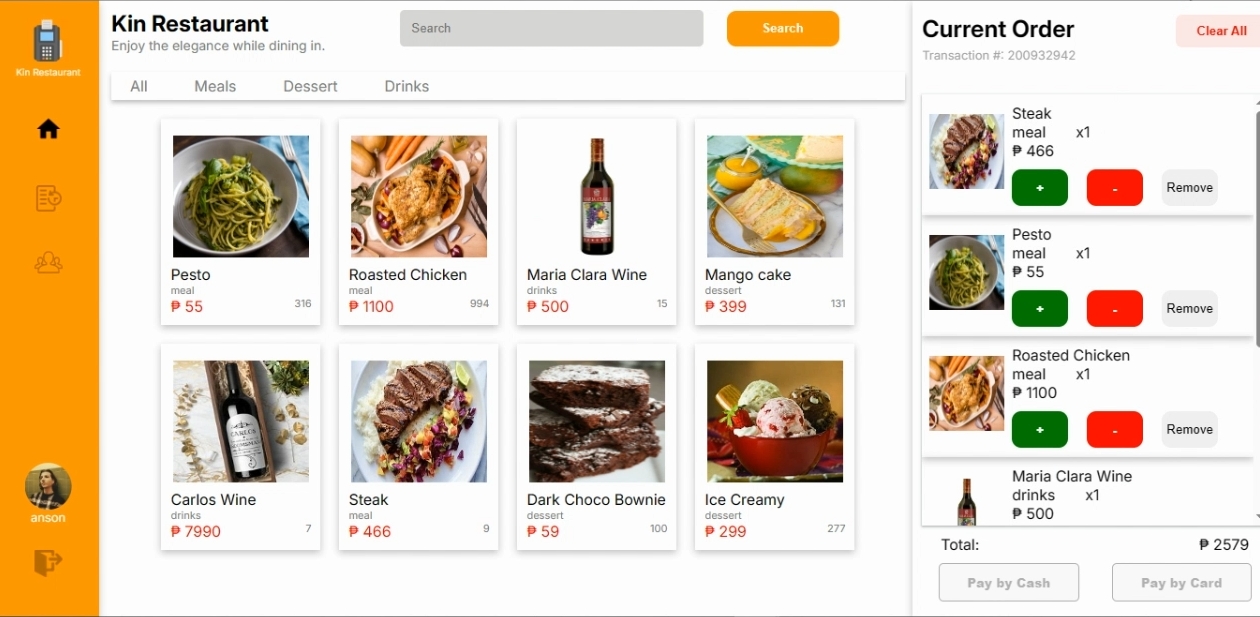 Kin Restaurant
anson
Kin Restaurant
Enjoy the elegance while dining in.
Search
Search
All Meals Dessert Drinks
Pesto
meal
₱ 55 316
Roasted Chicken
meal
₱ 1100 994
Maria Clara Wine
drinks
₱ 500 15
Mango cake
dessert
₱ 399 131
CARLO'S
Carlos Wine
drinks
₱ 7990 7
Steak
meal
₱ 466 9
Dark Choco Bownie
dessert
₱ 59 100
Ice Creamy
dessert
₱ 299 277
Current Order
Clear All
Transaction #: 200932942
Steak
meal x1
₱ 466
+ - Remove
Pesto
meal x1
₱ 55
+ - Remove
Roasted Chicken
meal x1
₱ 1100
+ - Remove
Maria Clara Wine
drinks x1
₱ 500
Total: ₱ 2579
Pay by Cash Pay by Card